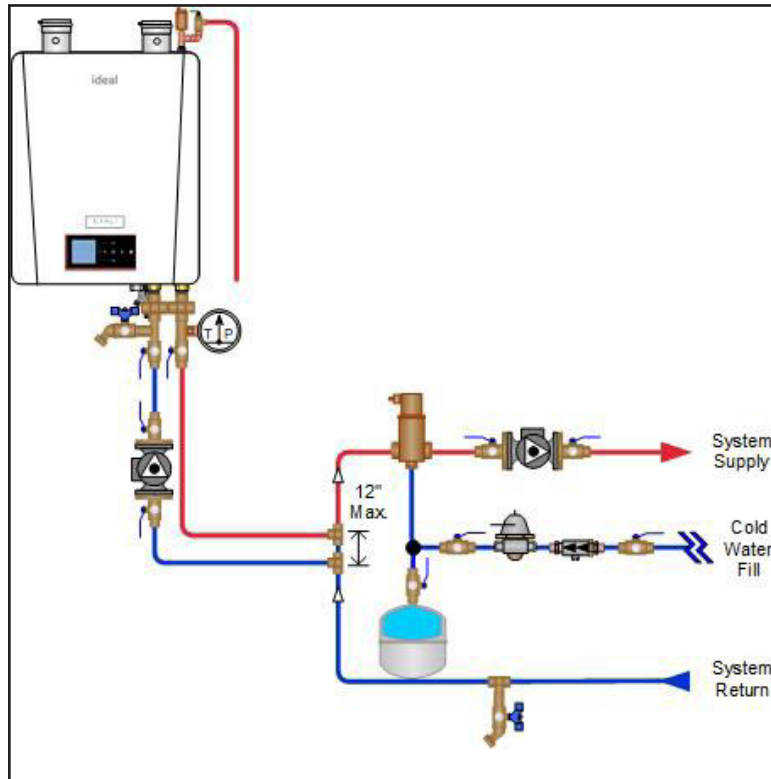 ideal
T P
12"
Max.
System
Supply
Cold
Water
Fill
System
Return